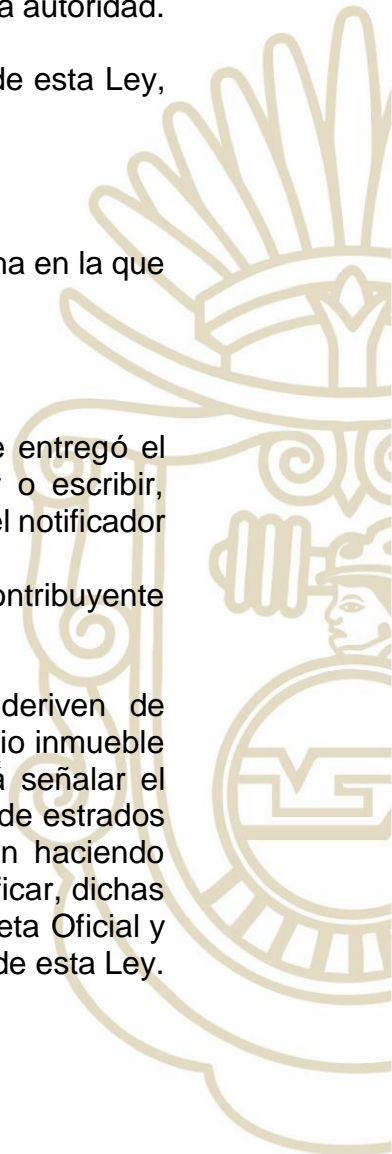 a autoridad.
de esta Ley,
na en la que
e entregó el
r o escribir,
el notificador
ontribuyente
deriven de
io inmueble
á señalar el
de estrados
n haciendo
ficar, dichas
eta Oficial y
de esta Ley.